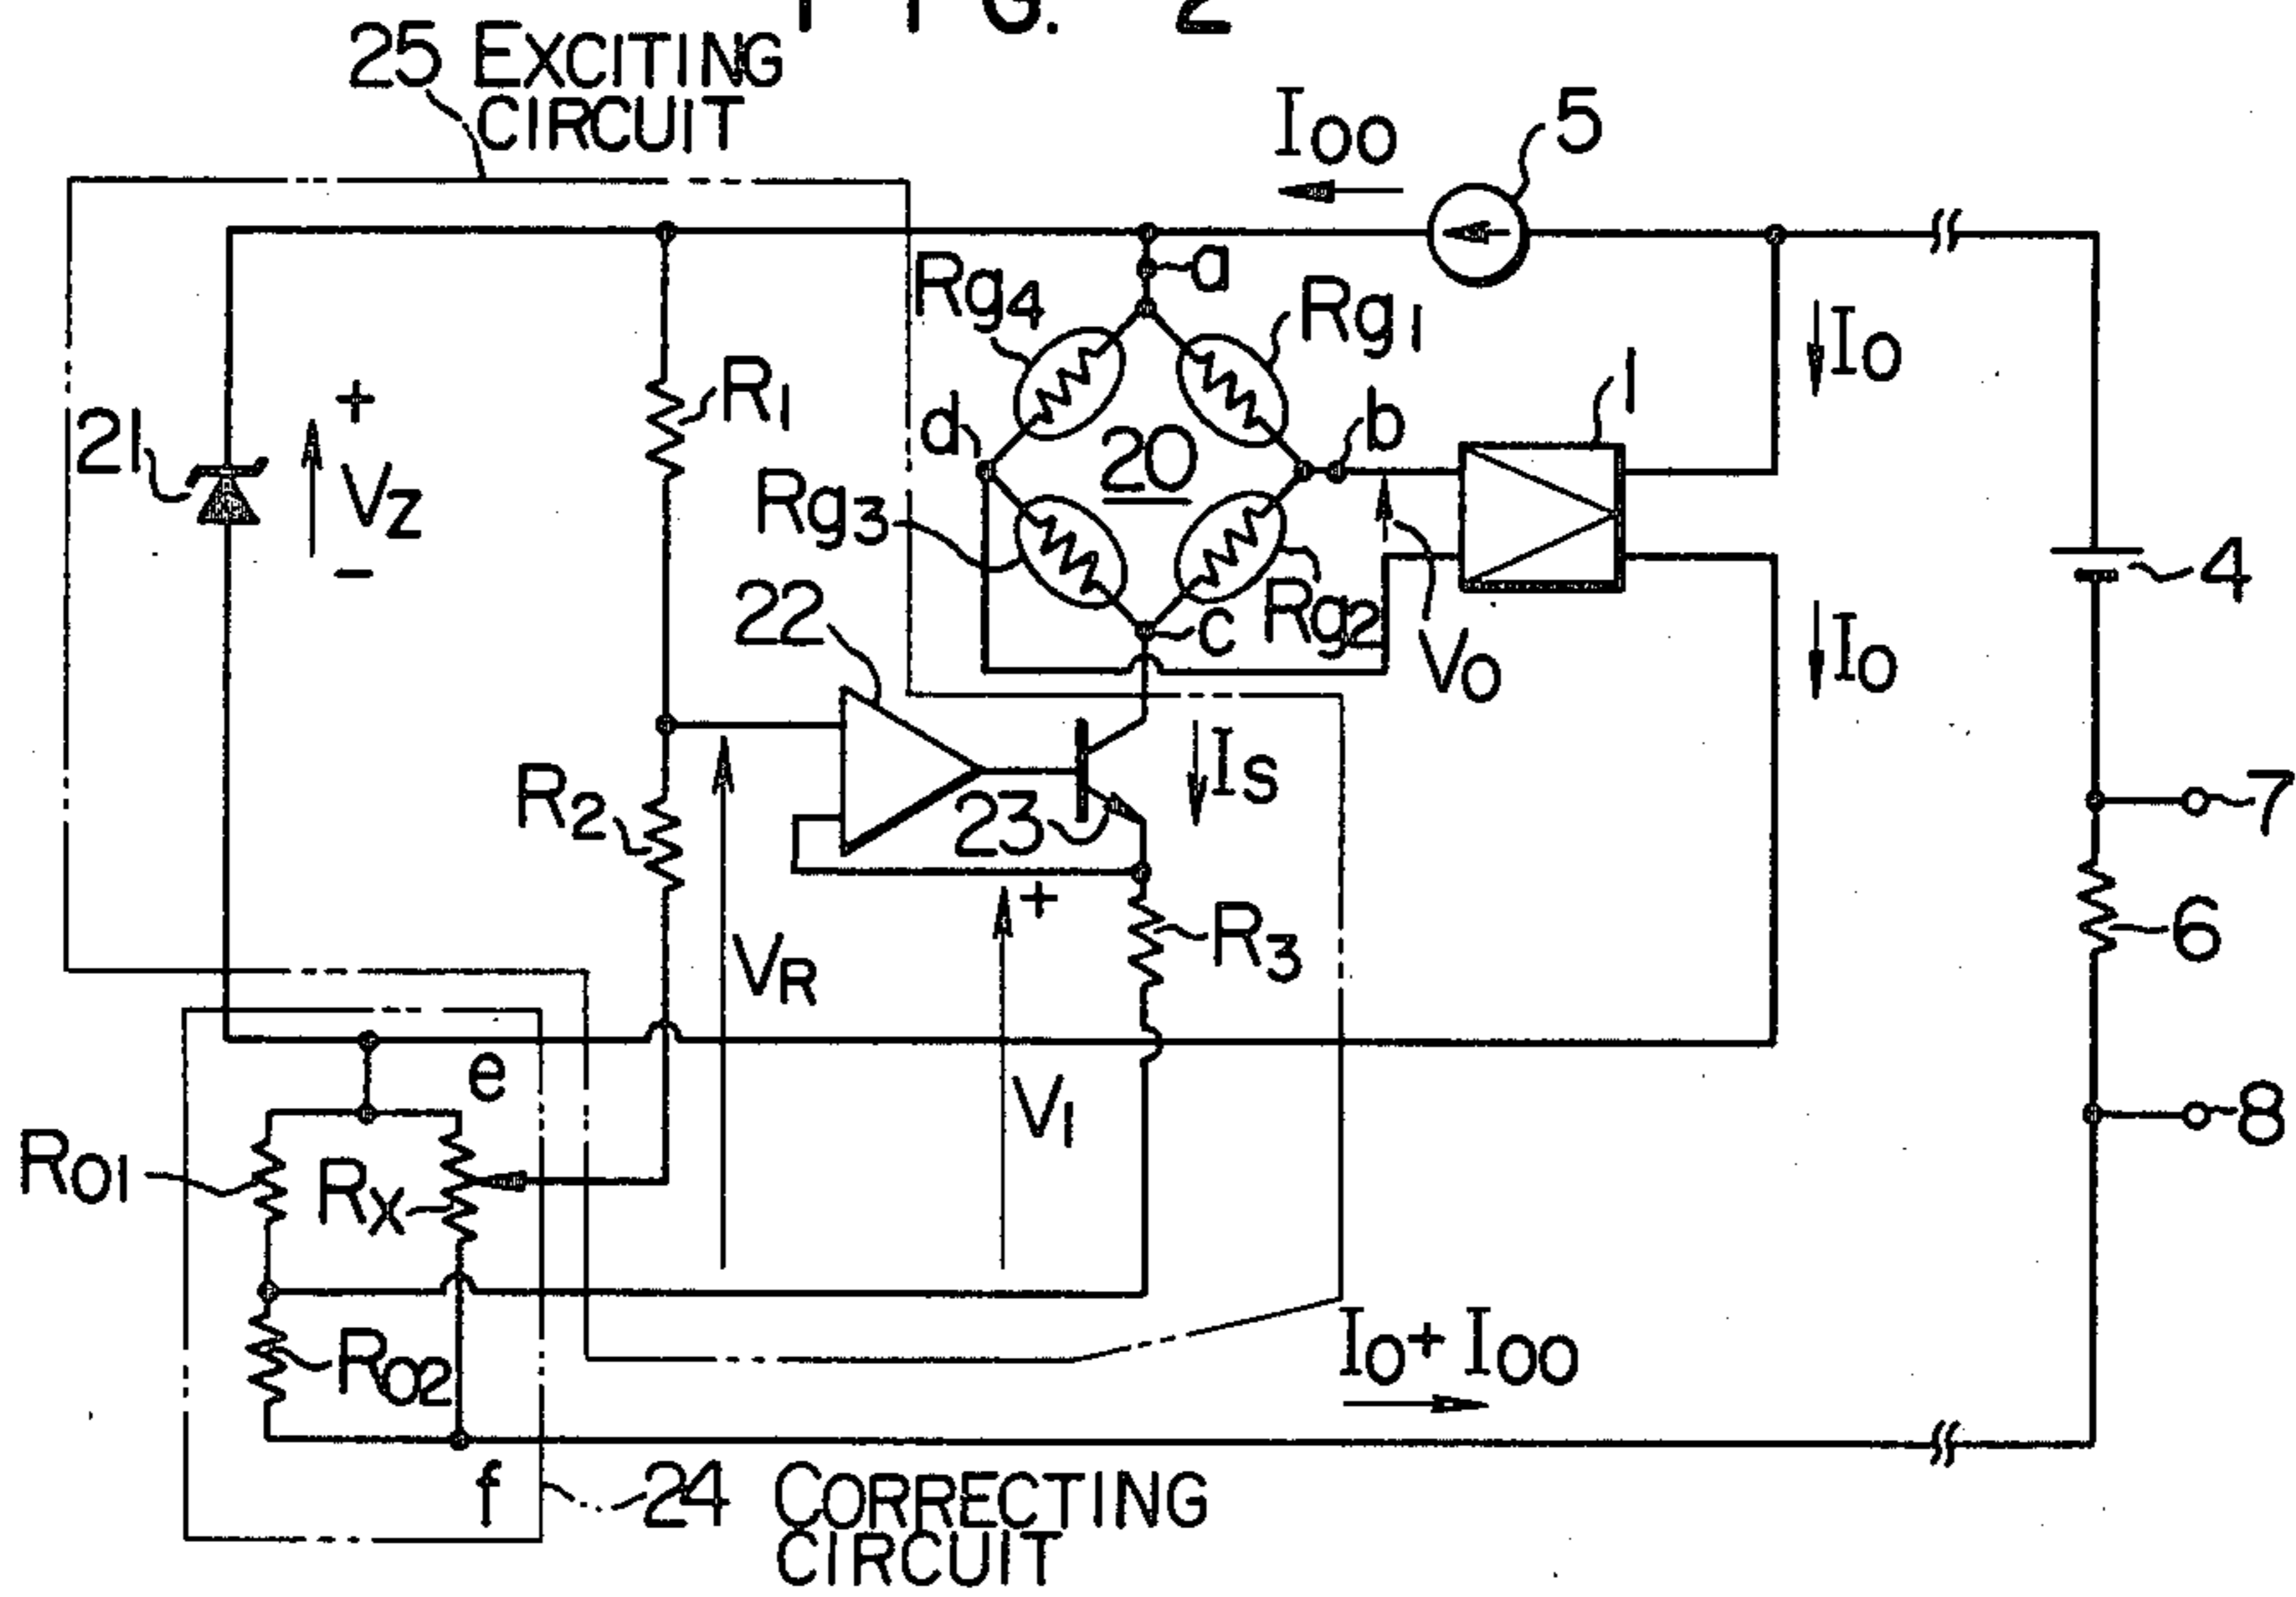 FIG. 2
25 EXCITING
CIRCUIT
I00
5
a
Rg4
Rg1
I0
R1
+
21
VZ
−
d
b
1
20
Rg3
4
22
c
Rg2
V0
I0
R2
IS
23
7
+
R3
6
VR
e
V1
8
R01
RX
R02
I0+I00
f
24 CORRECTING
CIRCUIT